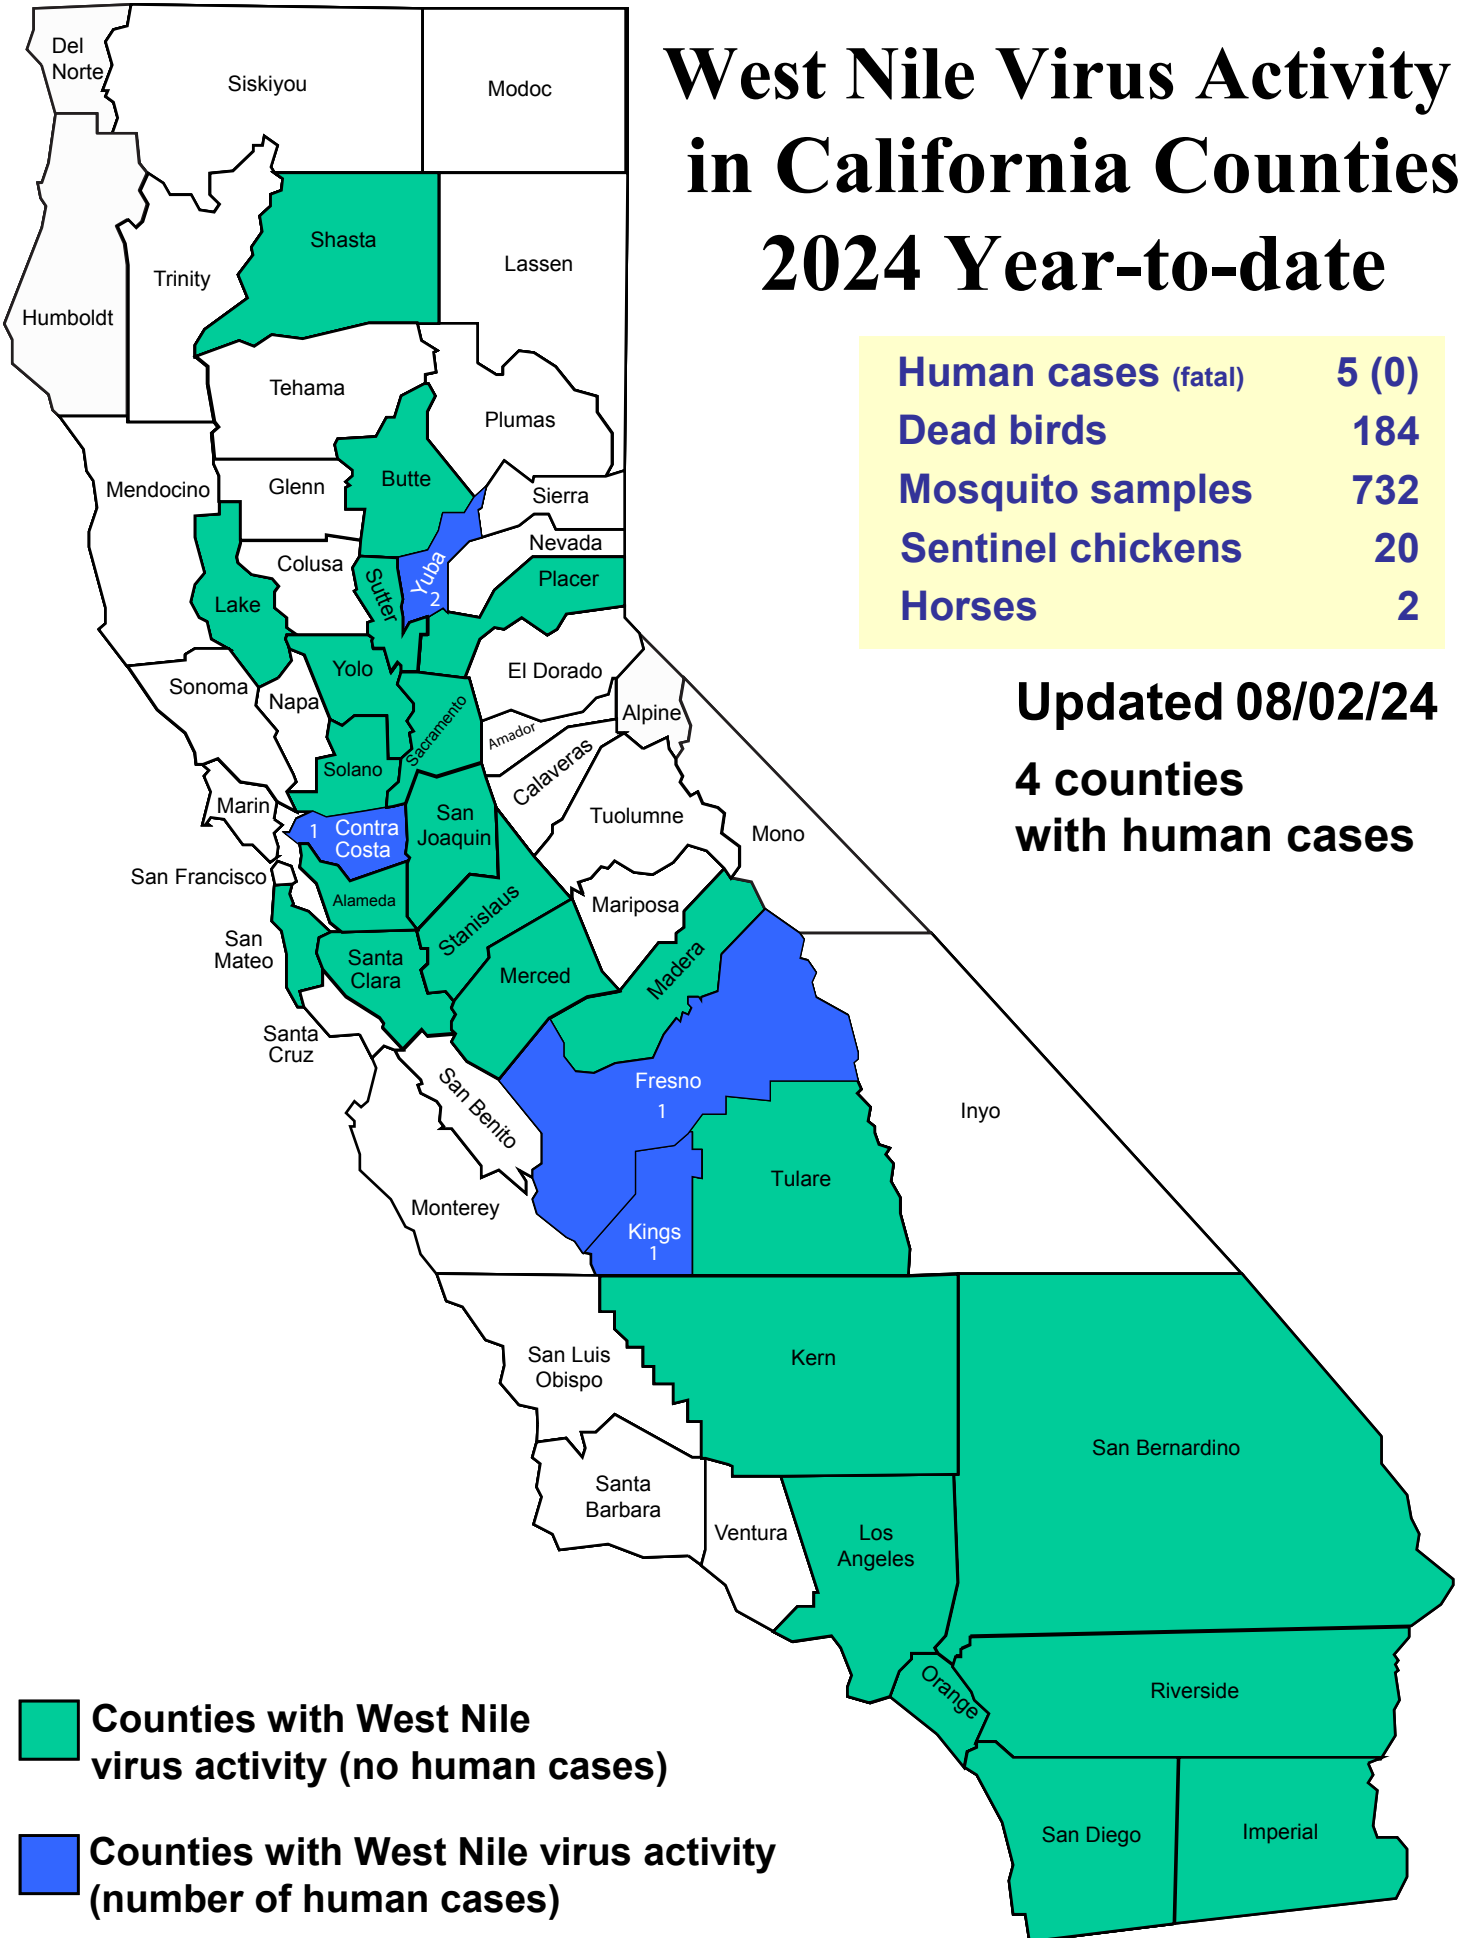 West Nile Virus Activity
in California Counties
2024 Year-to-date
Human cases (fatal) 5 (0)
Dead birds 184
Mosquito samples 732
Sentinel chickens 20
Horses 2
Updated 08/02/24
4 counties
with human cases
Del
Norte
Siskiyou
Modoc
Shasta
Lassen
Trinity
Humboldt
Tehama
Plumas
Butte
Mendocino
Glenn
Sierra
Nevada
Colusa
Yuba
2
Sutter
Placer
Lake
El Dorado
Yolo
Sonoma
Napa
Alpine
Sacramento
Amador
Solano
Calaveras
Marin
San
Joaquin
Tuolumne
1 Contra
Costa
Mono
San Francisco
Alameda
Mariposa
Stanislaus
San
Mateo
Santa
Clara
Merced
Madera
Santa
Cruz
San Benito
Fresno
1
Inyo
Tulare
Monterey
Kings
1
San Luis
Obispo
Kern
San Bernardino
Santa
Barbara
Ventura
Los
Angeles
Orange
Riverside
San Diego
Imperial
Counties with West Nile
virus activity (no human cases)
Counties with West Nile virus activity
(number of human cases)